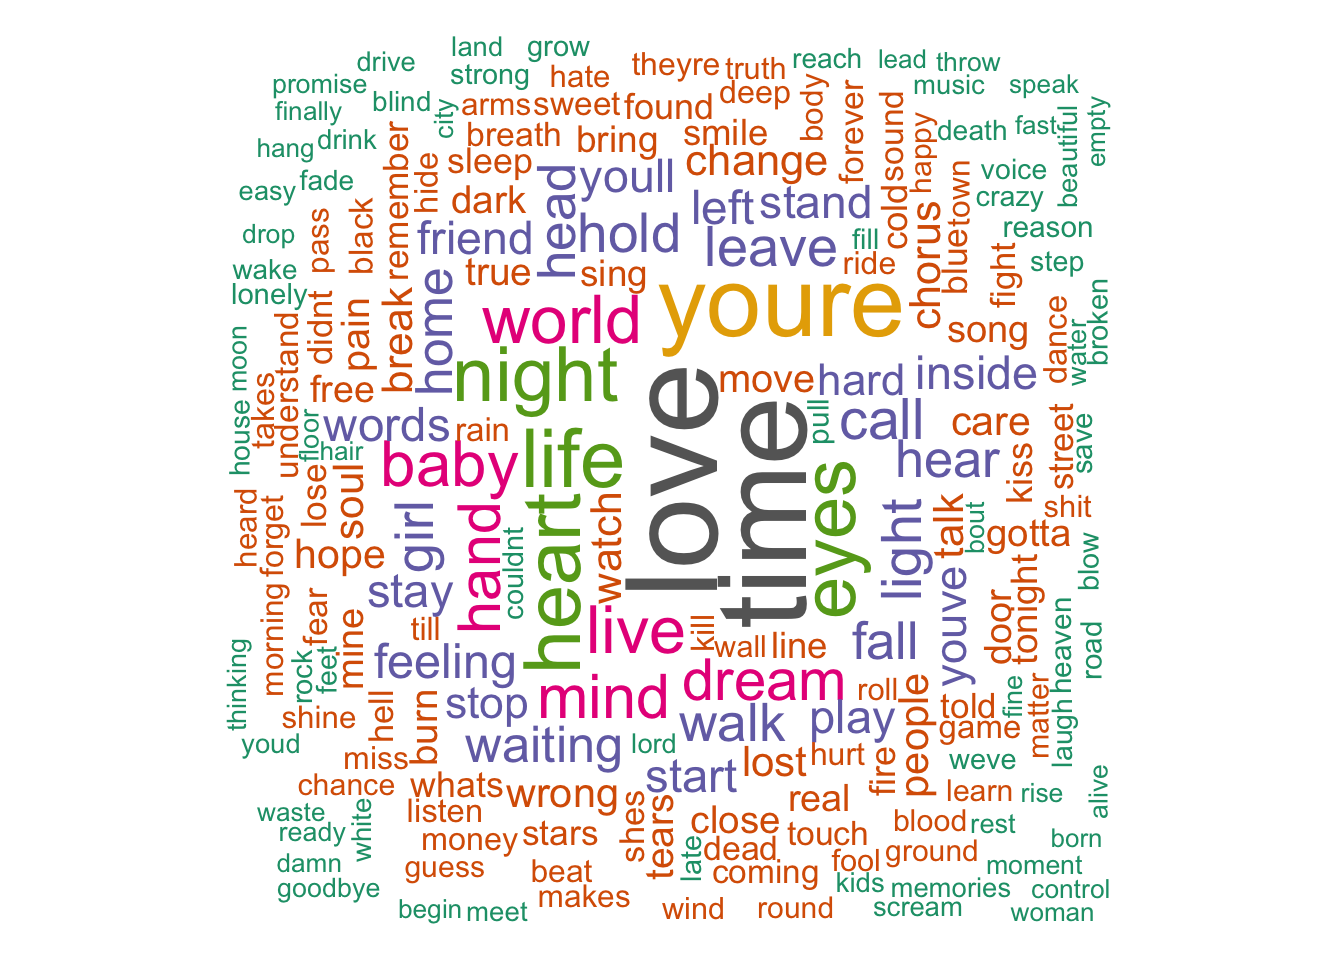 land
grow
drive
strong
hate
theyre
truth
reach
lead
throw
promise
finally
blind
city
arms
sweet
found
deep
body
forever
sound
music
speak
hang
drink
breath
bring
smile
happy
death
fast
beautiful
empty
easy
fade
remember
hide
sleep
head
youll
change
cold
voice
crazy
drop
pass
black
dark
friend
hold
left
stand
leave
fill
ride
chorus
blue
town
reason
wake
lonely
true
sing
fight
step
didnt
pain
break
home
world
youre
song
dance
water
broken
house
moon
takes
understand
free
night
love
time
move
hard
inside
floor
hair
words
rain
baby
life
pull
call
care
hear
kiss
street
save
heard
forget
lose
soul
girl
hand
heart
watch
couldnt
eyes
light
talk
bout
gotta
shit
blow
hope
stay
morning
fear
mine
till
live
kill
wall
line
fall
youve
door
tonight
heaven
road
thinking
rock
feet
feeling
dream
mind
roll
people
told
fine
matter
laugh
shine
hell
burn
stop
walk
play
game
youd
miss
waiting
lord
start
lost
hurt
fire
weve
chance
whats
wrong
real
learn
rise
alive
waste
ready
white
listen
money
stars
shes
tears
close
touch
blood
rest
born
damn
goodbye
guess
beat
late
dead
coming
fool
ground
moment
makes
kids
memories
control
begin
meet
wind
round
scream
woman